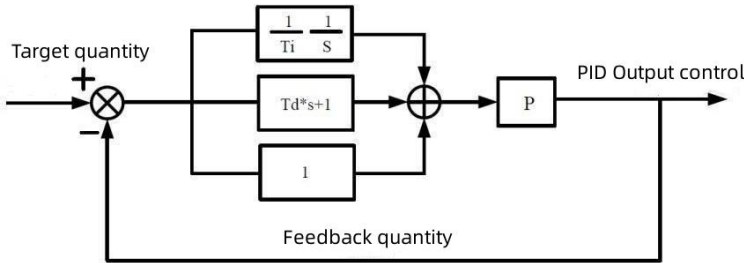 Target quantity
+
−
1 1
Ti S
Td*s+1
1
P
PID Output control
Feedback quantity